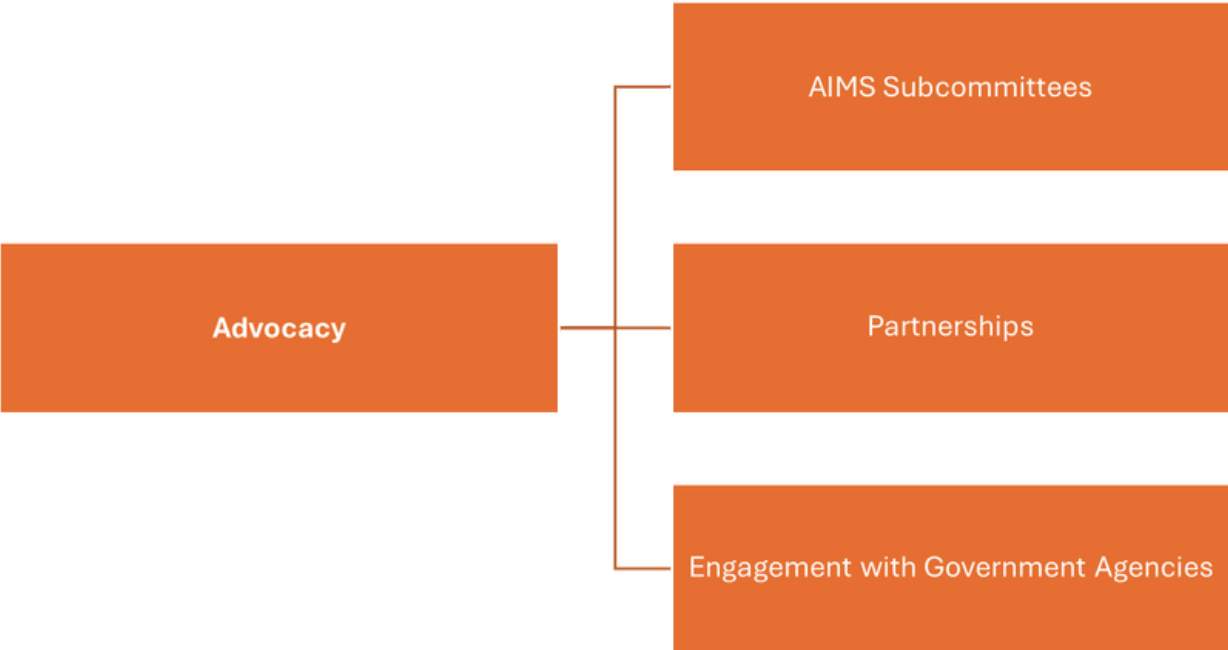 AIMS Subcommittees
Advocacy
Partnerships
Engagement with Government Agencies